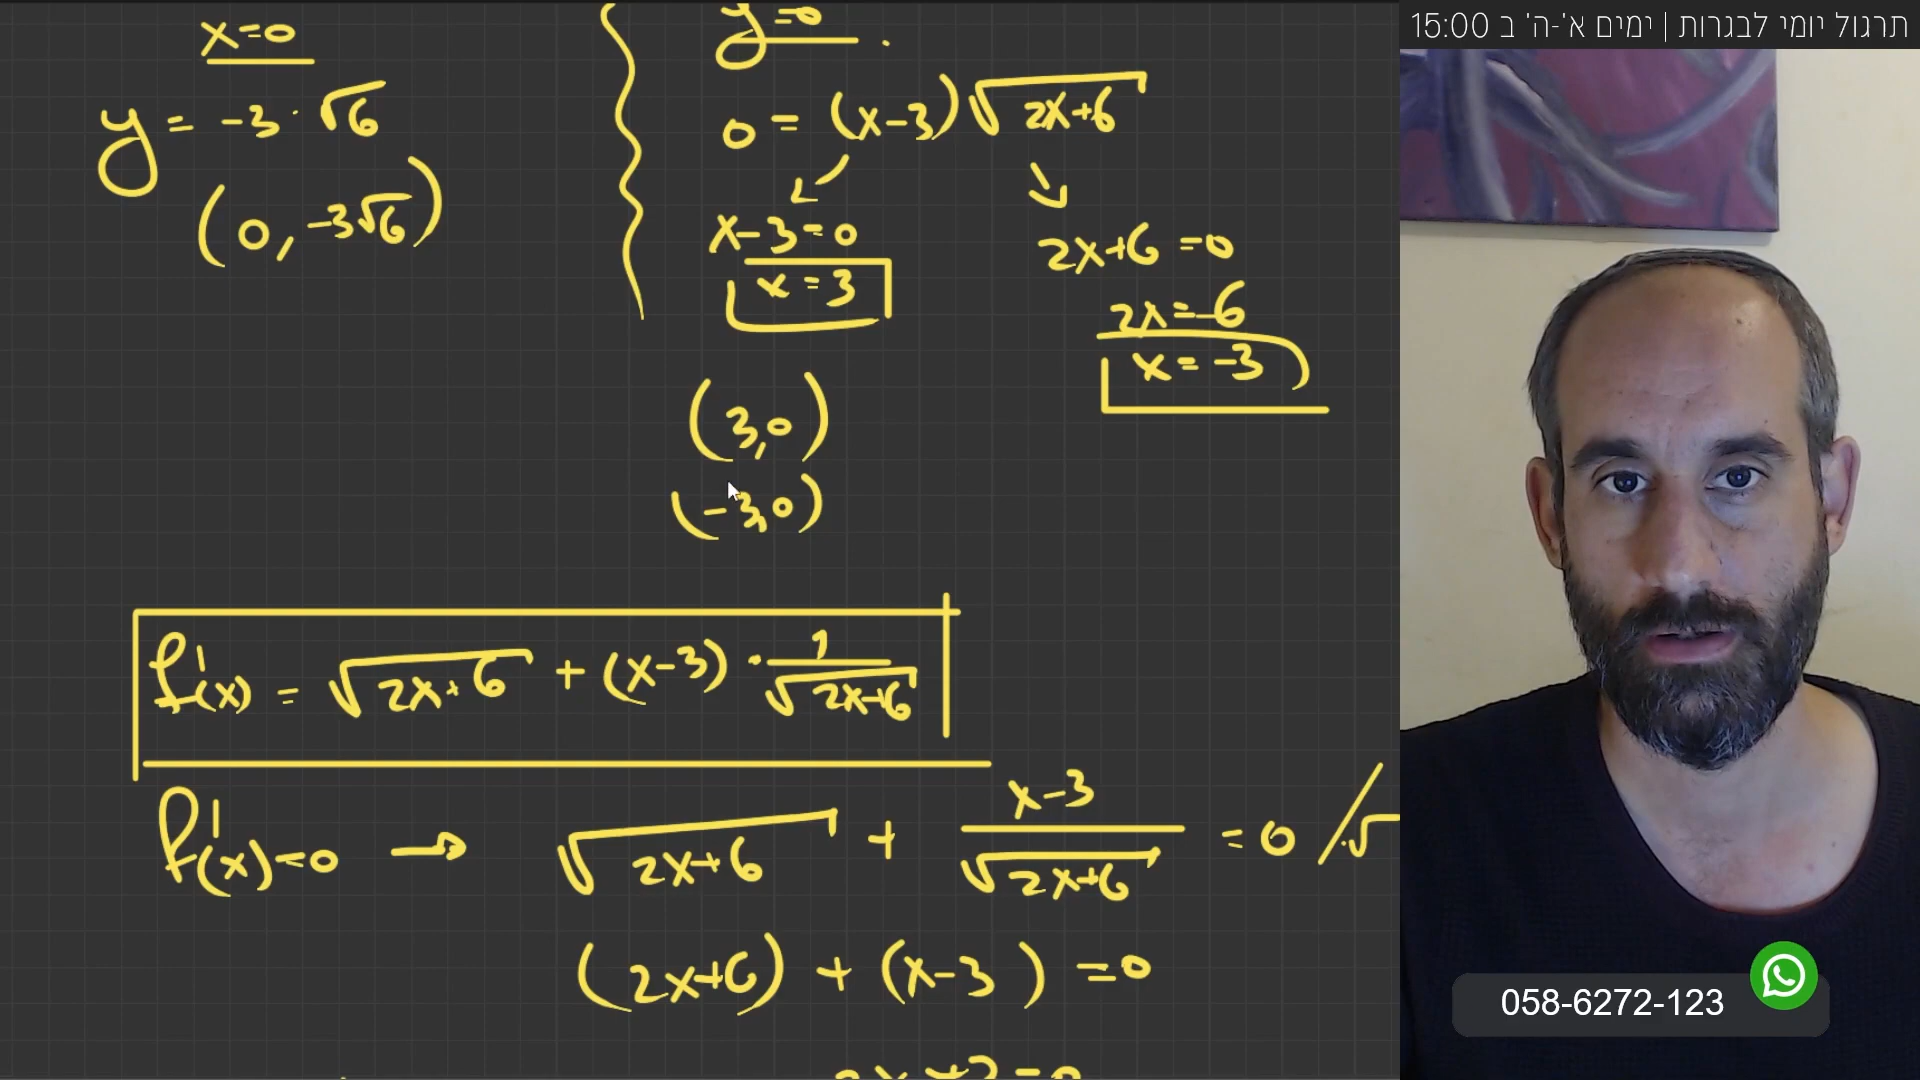 תרגול יומי לבגרות | ימים א'-ה' ב 15:00
x=0
y = -3·√6
(0, -3√6)
y=0
0 = (x-3)√2x+6
x-3=0
x=3
2x+6=0
2x=-6
x=-3
(3,0)
(-3,0)
f'(x) = √2x+6 + (x-3)·1/√2x+6
f'(x)=0 → √2x+6 + x-3/√2x+6 = 0 /·√
(2x+6) + (x-3) =0
058-6272-123